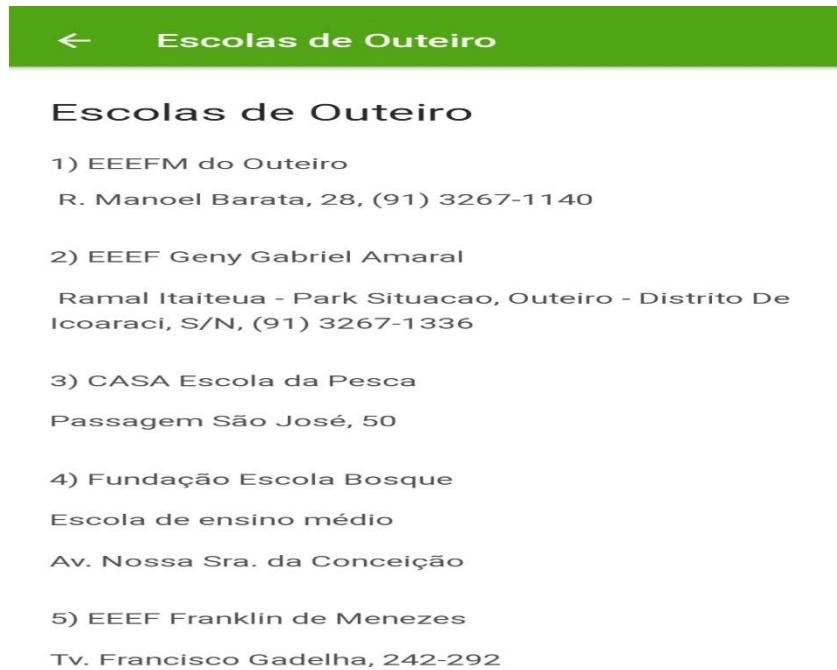 Escolas de Outeiro
Escolas de Outeiro
1) EEEFM do Outeiro
R. Manoel Barata, 28, (91) 3267-1140
2) EEEF Geny Gabriel Amaral
Ramal Itaiteua - Park Situacao, Outeiro - Distrito De
Icoaraci, S/N, (91) 3267-1336
3) CASA Escola da Pesca
Passagem São José, 50
4) Fundação Escola Bosque
Escola de ensino médio
Av. Nossa Sra. da Conceição
5) EEEF Franklin de Menezes
Tv. Francisco Gadelha, 242-292